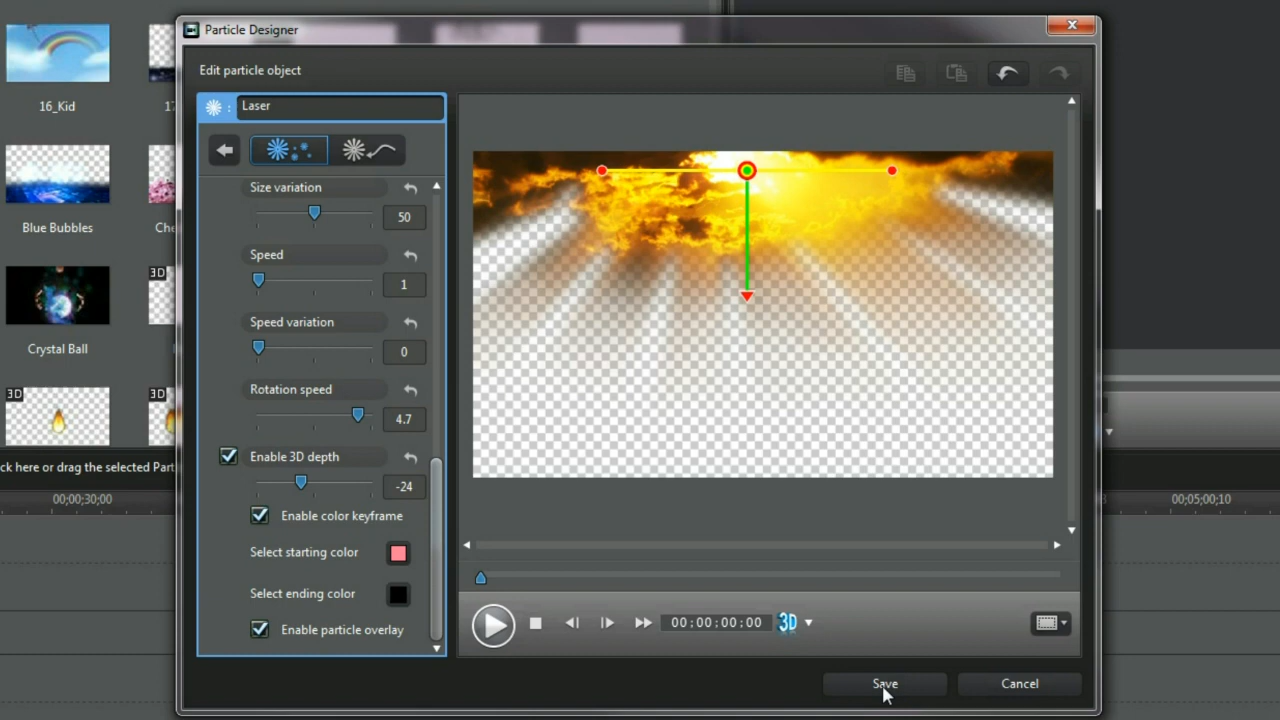 Particle Designer
Edit particle object
Laser
16_Kid
17
Size variation
50
Blue Bubbles
Che
Speed
1
3D
Speed variation
0
Crystal Ball
Rotation speed
4.7
3D
3D
Enable 3D depth
-24
ck here or drag the selected Part
00;00;30;00
00;05;00;10
Enable color keyframe
Select starting color
Select ending color
Enable particle overlay
00;00;00;00
3D
Save
Cancel